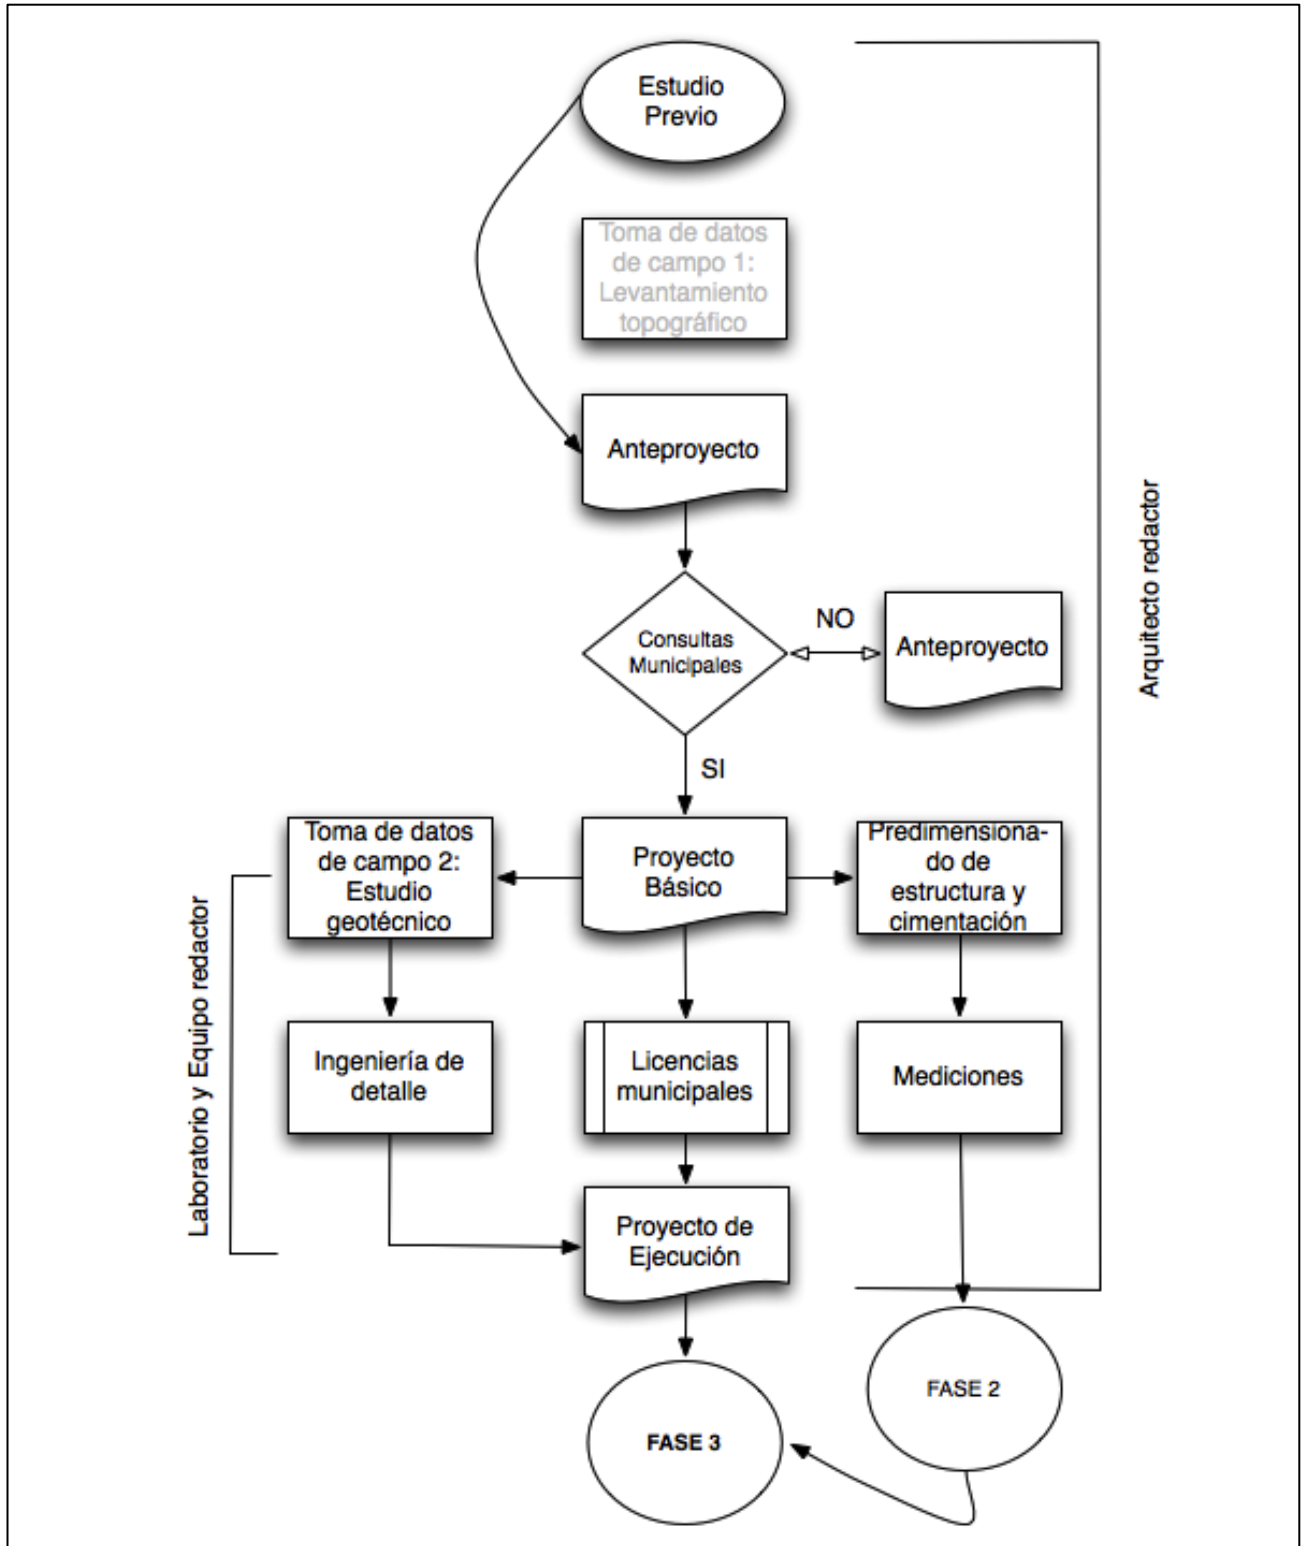 Estudio
Previo
Toma de datos
de campo 1:
Levantamiento
topográfico
Anteproyecto
Consultas
Municipales
NO
Anteproyecto
SI
Toma de datos
de campo 2:
Estudio
geotécnico
Proyecto
Básico
Predimensiona-
do de
estructura y
cimentación
Ingeniería de
detalle
Licencias
municipales
Mediciones
Proyecto de
Ejecución
FASE 2
FASE 3
Laboratorio y Equipo redactor
Arquitecto redactor